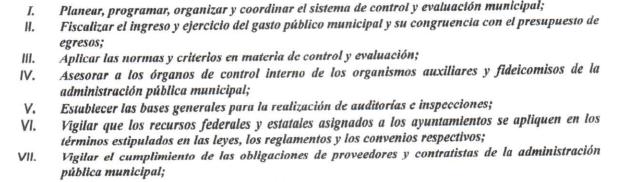 I. Planear, programar, organizar y coordinar el sistema de control y evaluación municipal;
II. Fiscalizar el ingreso y ejercicio del gasto público municipal y su congruencia con el presupuesto de
egresos;
III. Aplicar las normas y criterios en materia de control y evaluación;
IV. Asesorar a los órganos de control interno de los organismos auxiliares y fideicomisos de la
administración pública municipal;
V. Establecer las bases generales para la realización de auditorías e inspecciones;
VI. Vigilar que los recursos federales y estatales asignados a los ayuntamientos se apliquen en los
términos estipulados en las leyes, los reglamentos y los convenios respectivos;
VII. Vigilar el cumplimiento de las obligaciones de proveedores y contratistas de la administración
pública municipal;